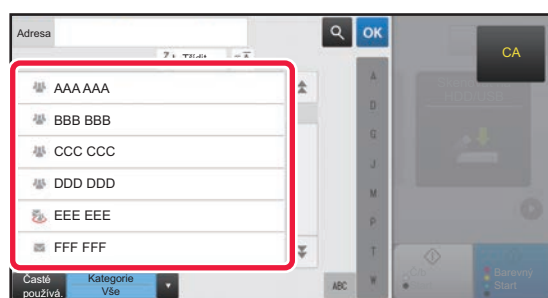 Adresa
OK
CA
Třídit
AAA AAA
BBB BBB
CCC CCC
DDD DDD
EEE EEE
FFF FFF
A
D
G
J
M
P
T
W
Časté
používá.
Kategorie
Vše
ABC
Barevný
Start